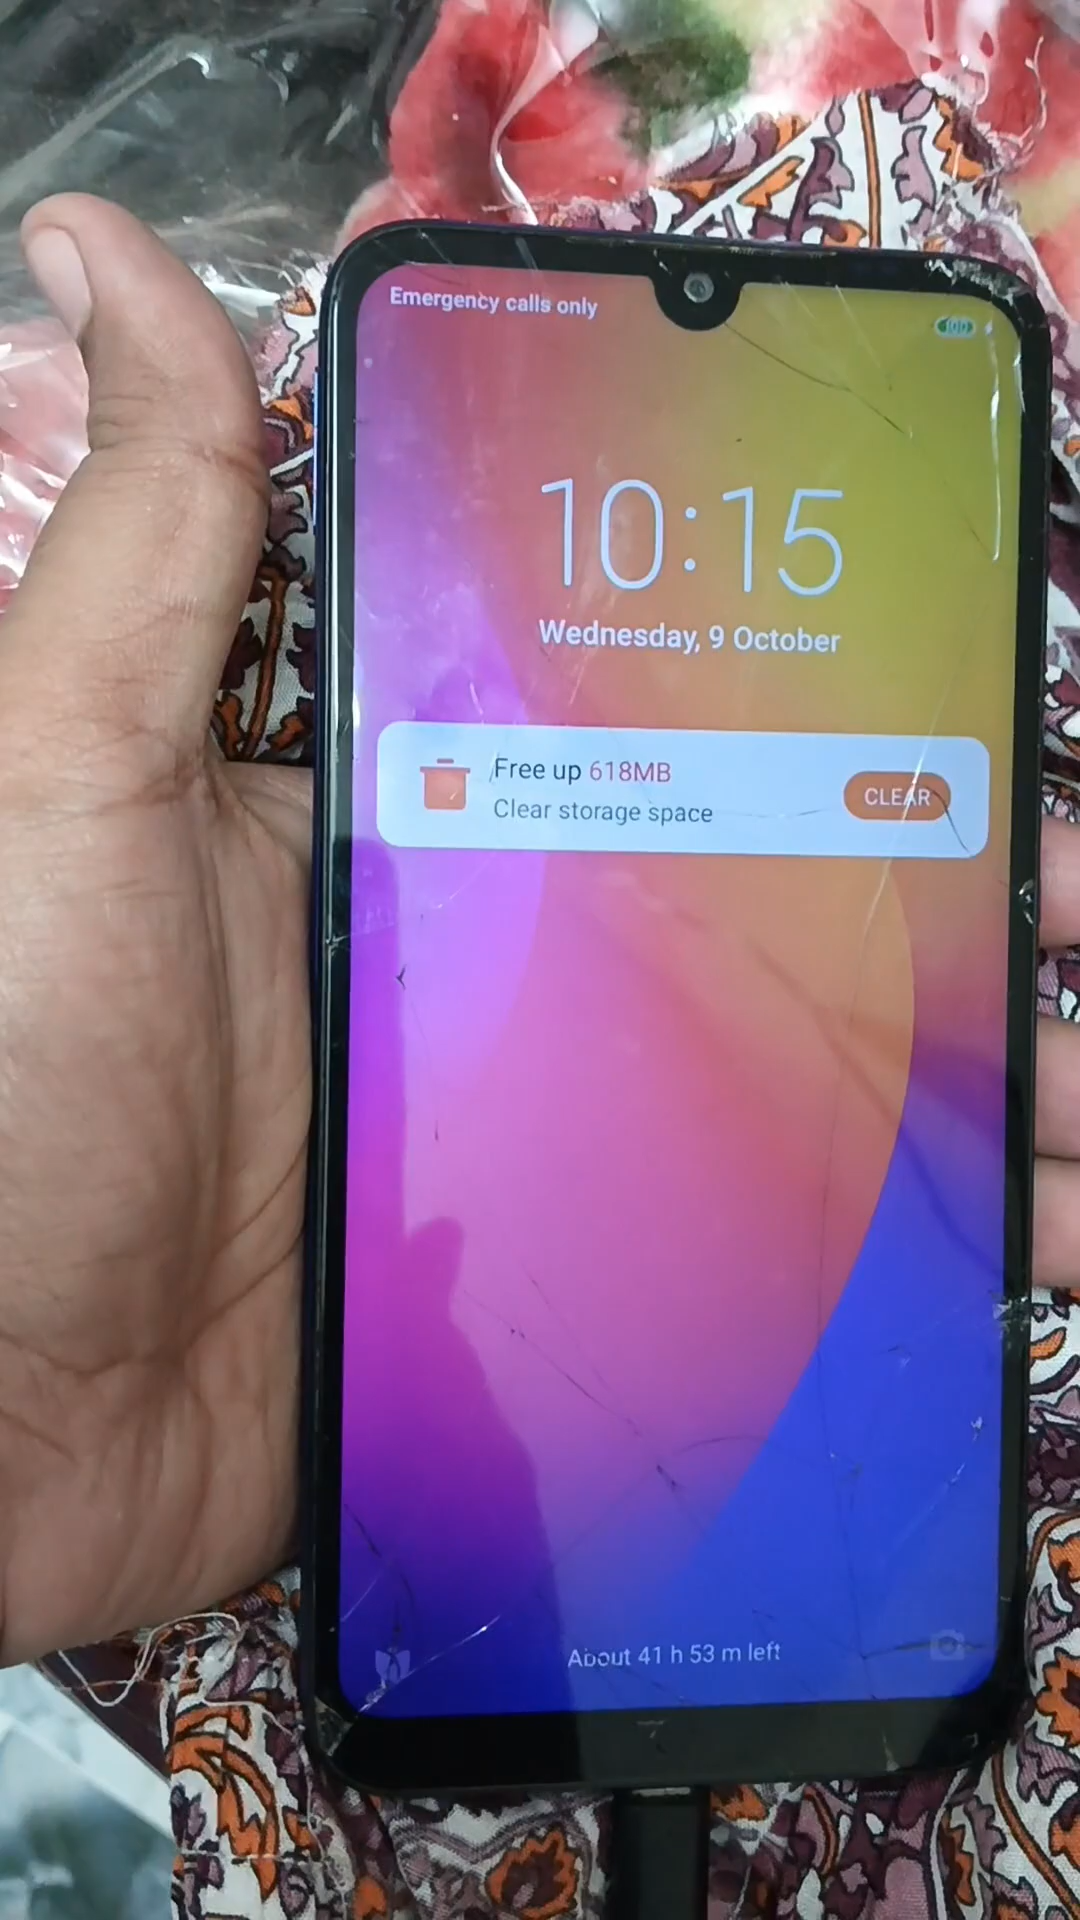 Emergency calls only
100
10:15
Wednesday, 9 October
Free up 618MB
Clear storage space
CLEAR
About 41 h 53 m left